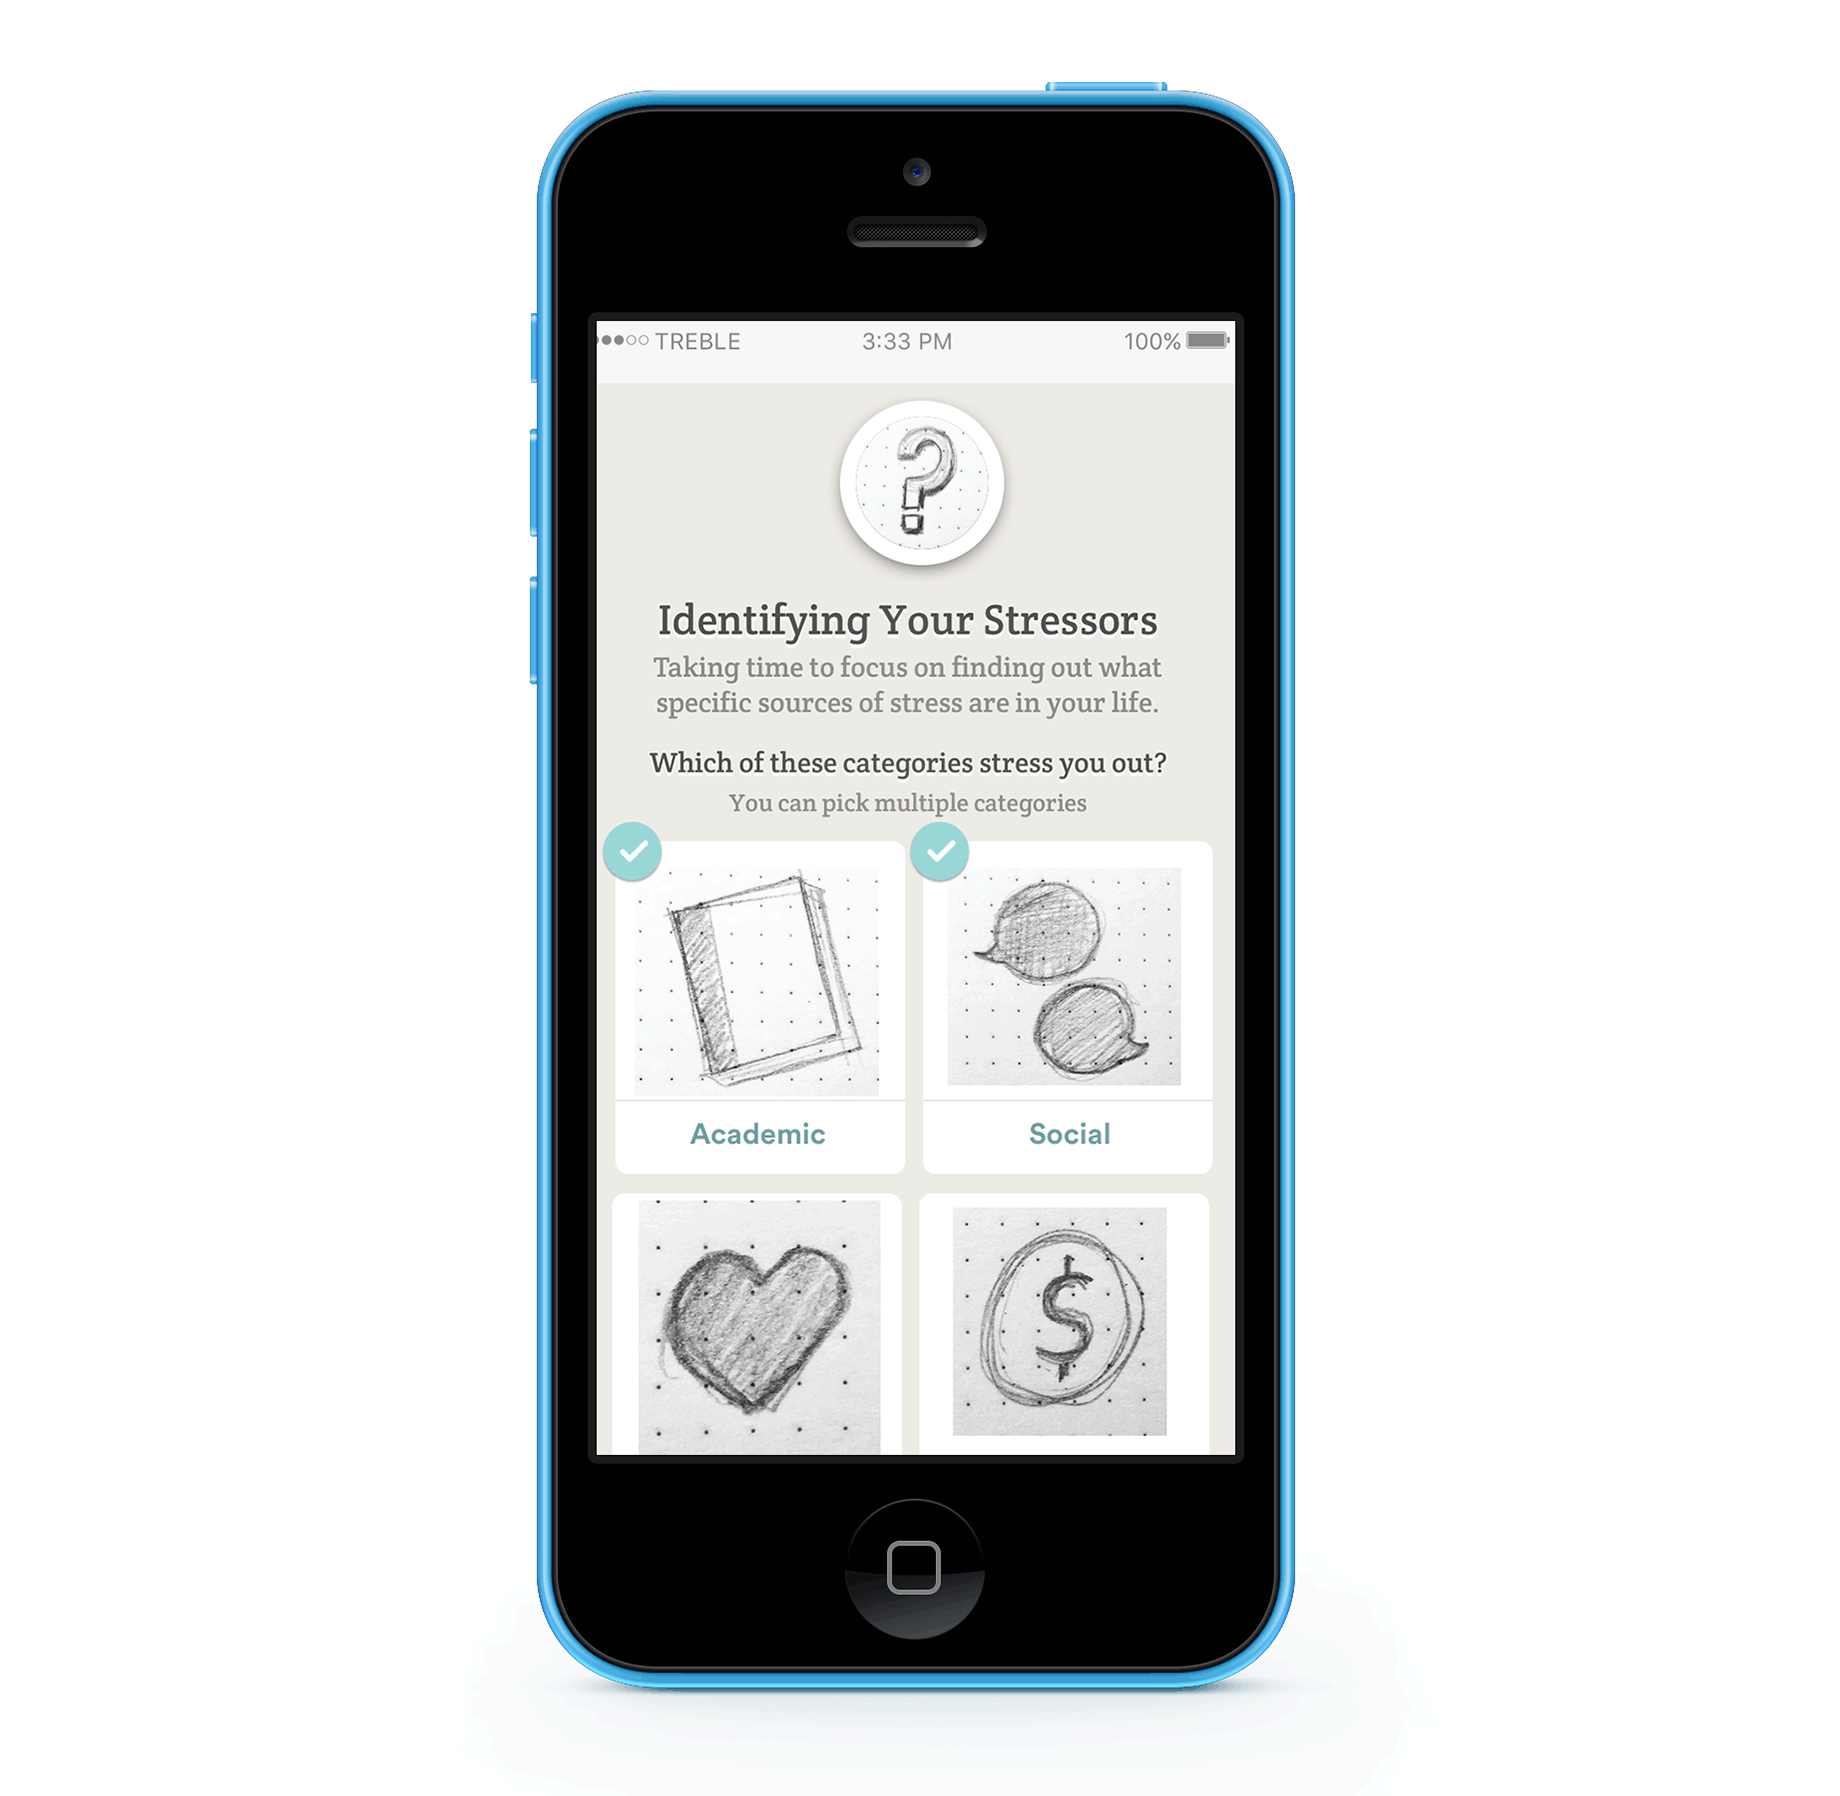 TREBLE 3:33 PM 100%
?
Identifying Your Stressors
Taking time to focus on finding out what
specific sources of stress are in your life.
Which of these categories stress you out?
You can pick multiple categories
Academic Social
$